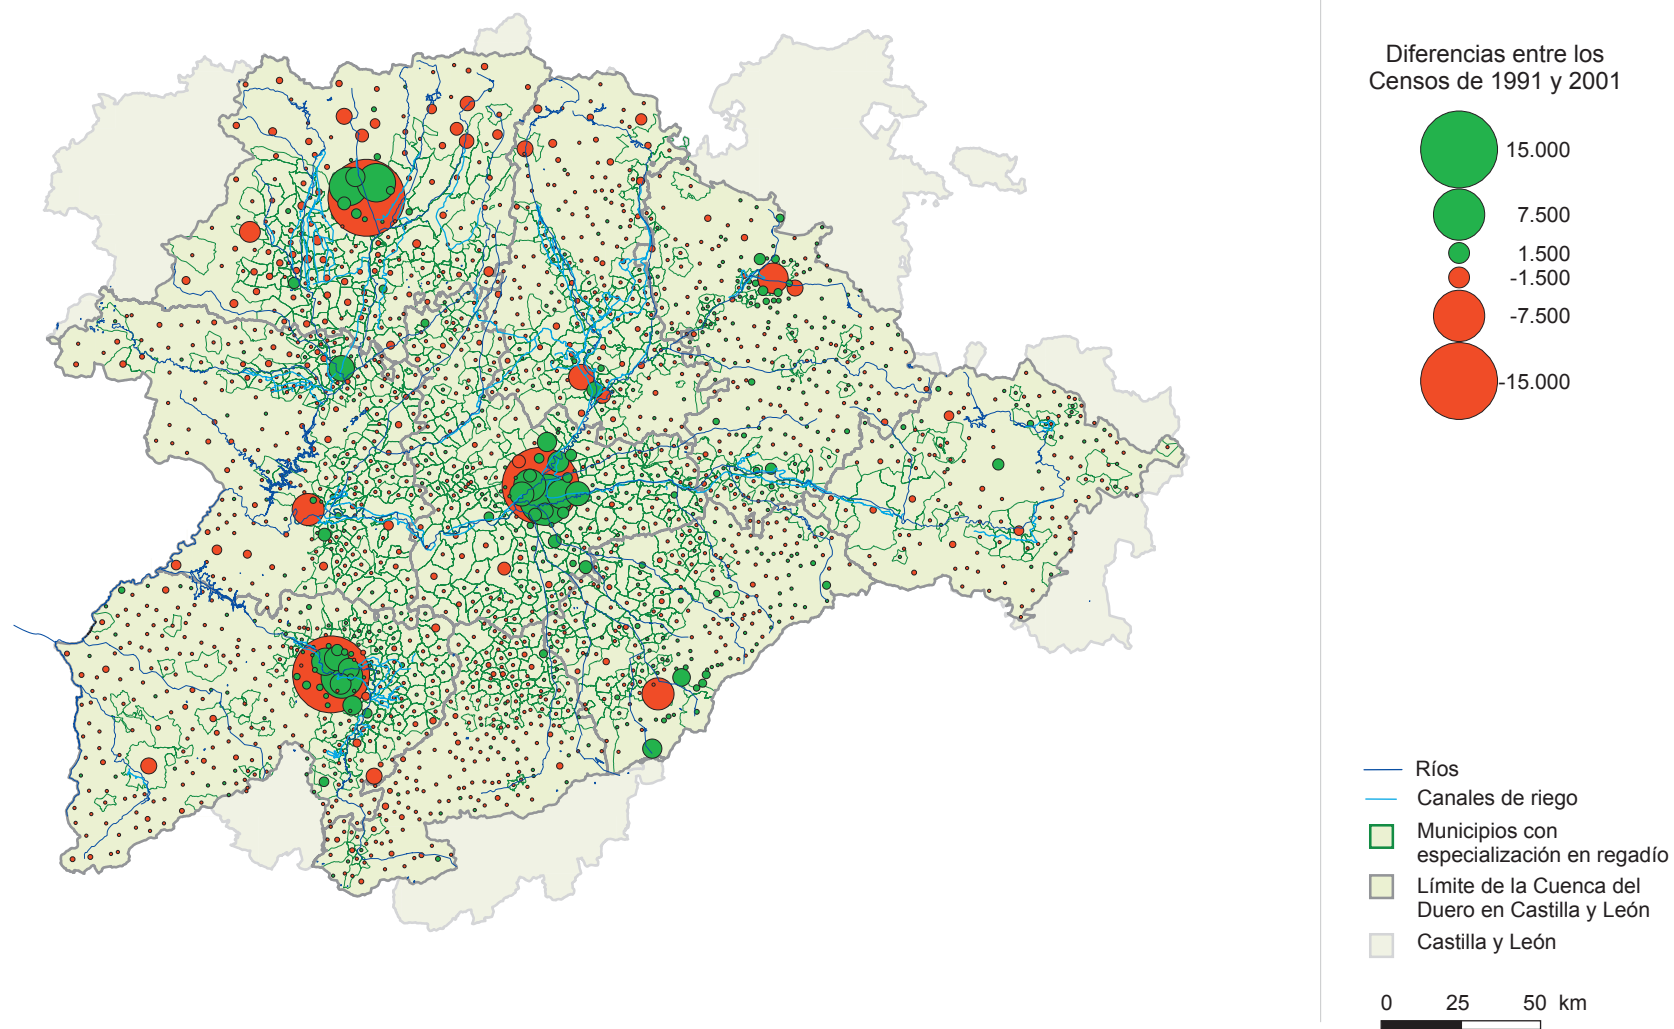 Diferencias entre los
Censos de 1991 y 2001
15.000
7.500
1.500
-1.500
-7.500
-15.000
Ríos
Canales de riego
Municipios con
especialización en regadío
Límite de la Cuenca del
Duero en Castilla y León
Castilla y León
0 25 50 km